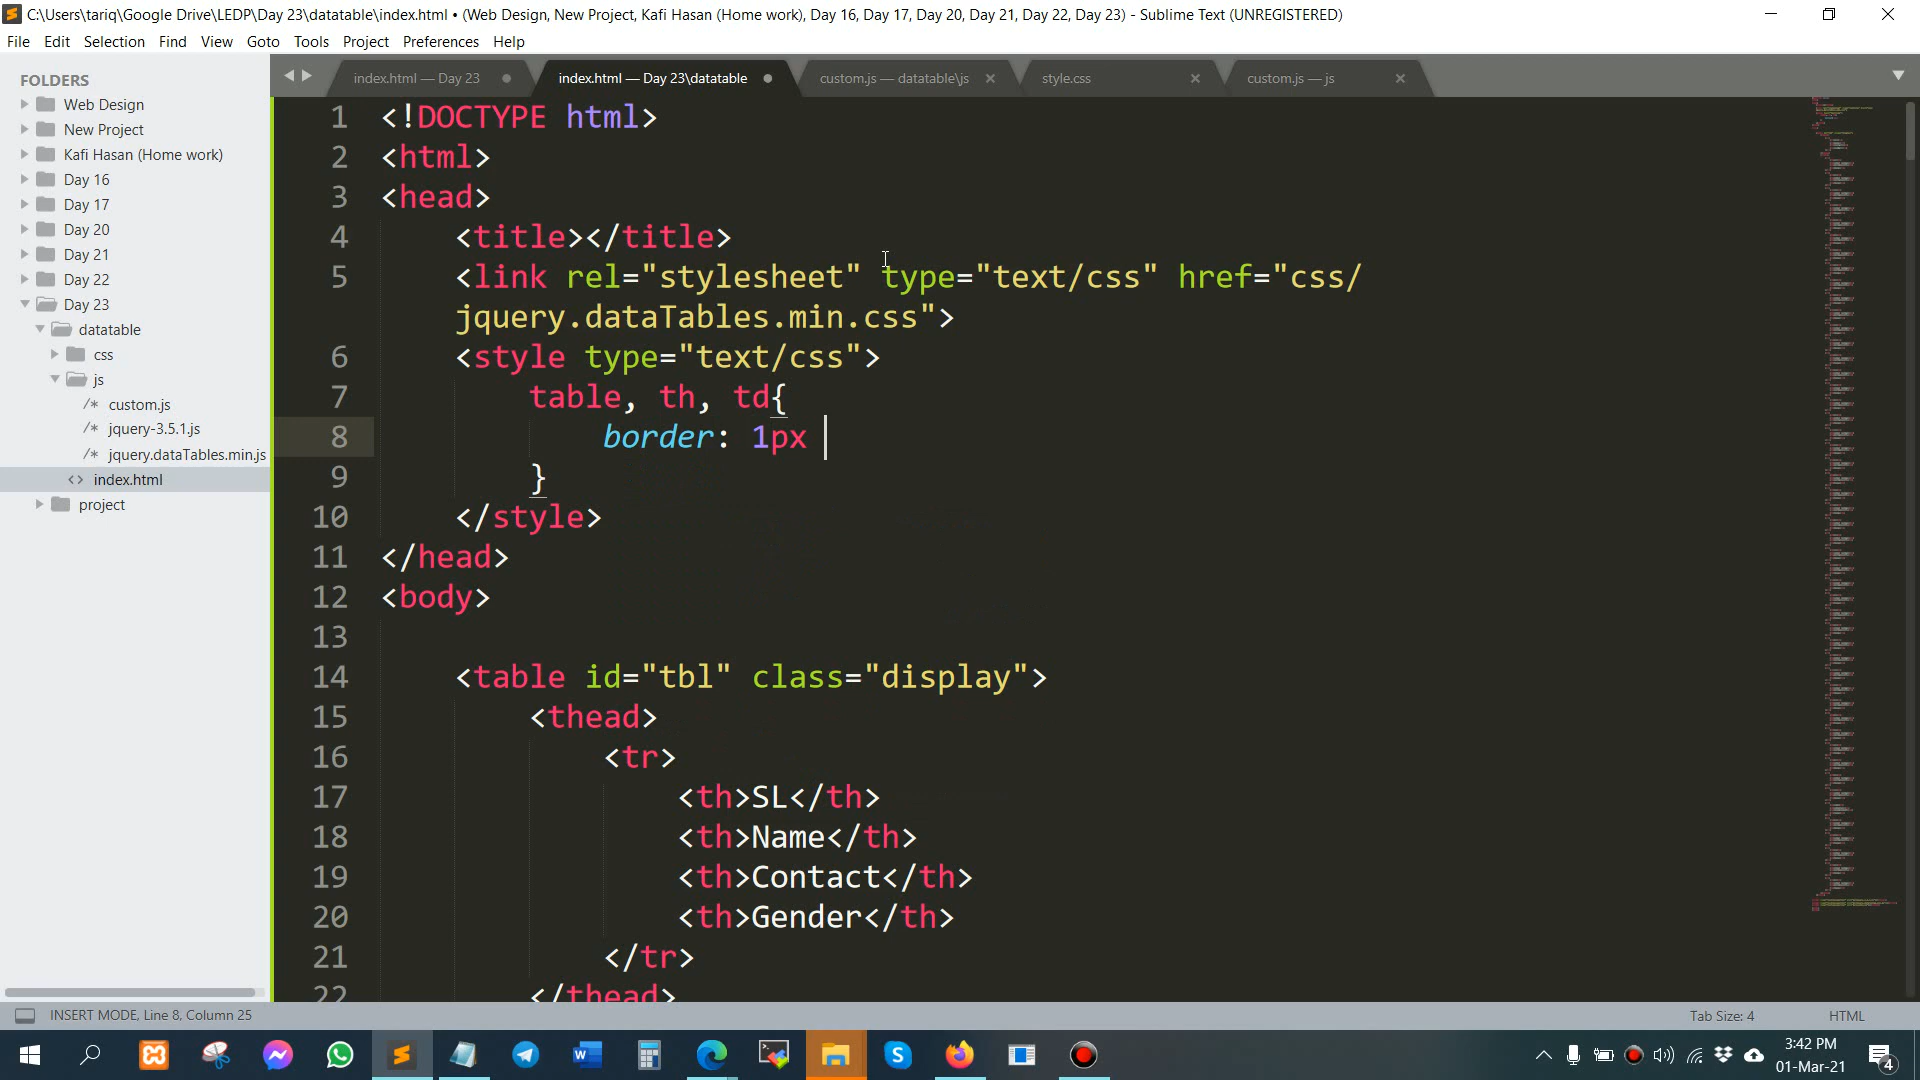 C:\Users\tariq\Google Drive\LEDP\Day 23\datatable\index.html • (Web Design, New Project, Kafi Hasan (Home work), Day 16, Day 17, Day 20, Day 21, Day 22, Day 23) - Sublime Text (UNREGISTERED)
File Edit Selection Find View Goto Tools Project Preferences Help
index.html — Day 23
index.html — Day 23\datatable
custom.js — datatable\js
style.css
custom.js — js
FOLDERS
Web Design
New Project
Kafi Hasan (Home work)
Day 16
Day 17
Day 20
Day 21
Day 22
Day 23
datatable
css
js
/* custom.js
/* jquery-3.5.1.js
/* jquery.dataTables.min.js
<> index.html
project
1 <!DOCTYPE html>
2 <html>
3 <head>
4 <title></title>
5 <link rel="stylesheet" type="text/css" href="css/
jquery.dataTables.min.css">
6 <style type="text/css">
7 table, th, td{
8 border: 1px
9 }
10 </style>
11 </head>
12 <body>
13
14 <table id="tbl" class="display">
15 <thead>
16 <tr>
17 <th>SL</th>
18 <th>Name</th>
19 <th>Contact</th>
20 <th>Gender</th>
21 </tr>
22 </thead>
INSERT MODE, Line 8, Column 25
Tab Size: 4
HTML
3:42 PM
01-Mar-21
4